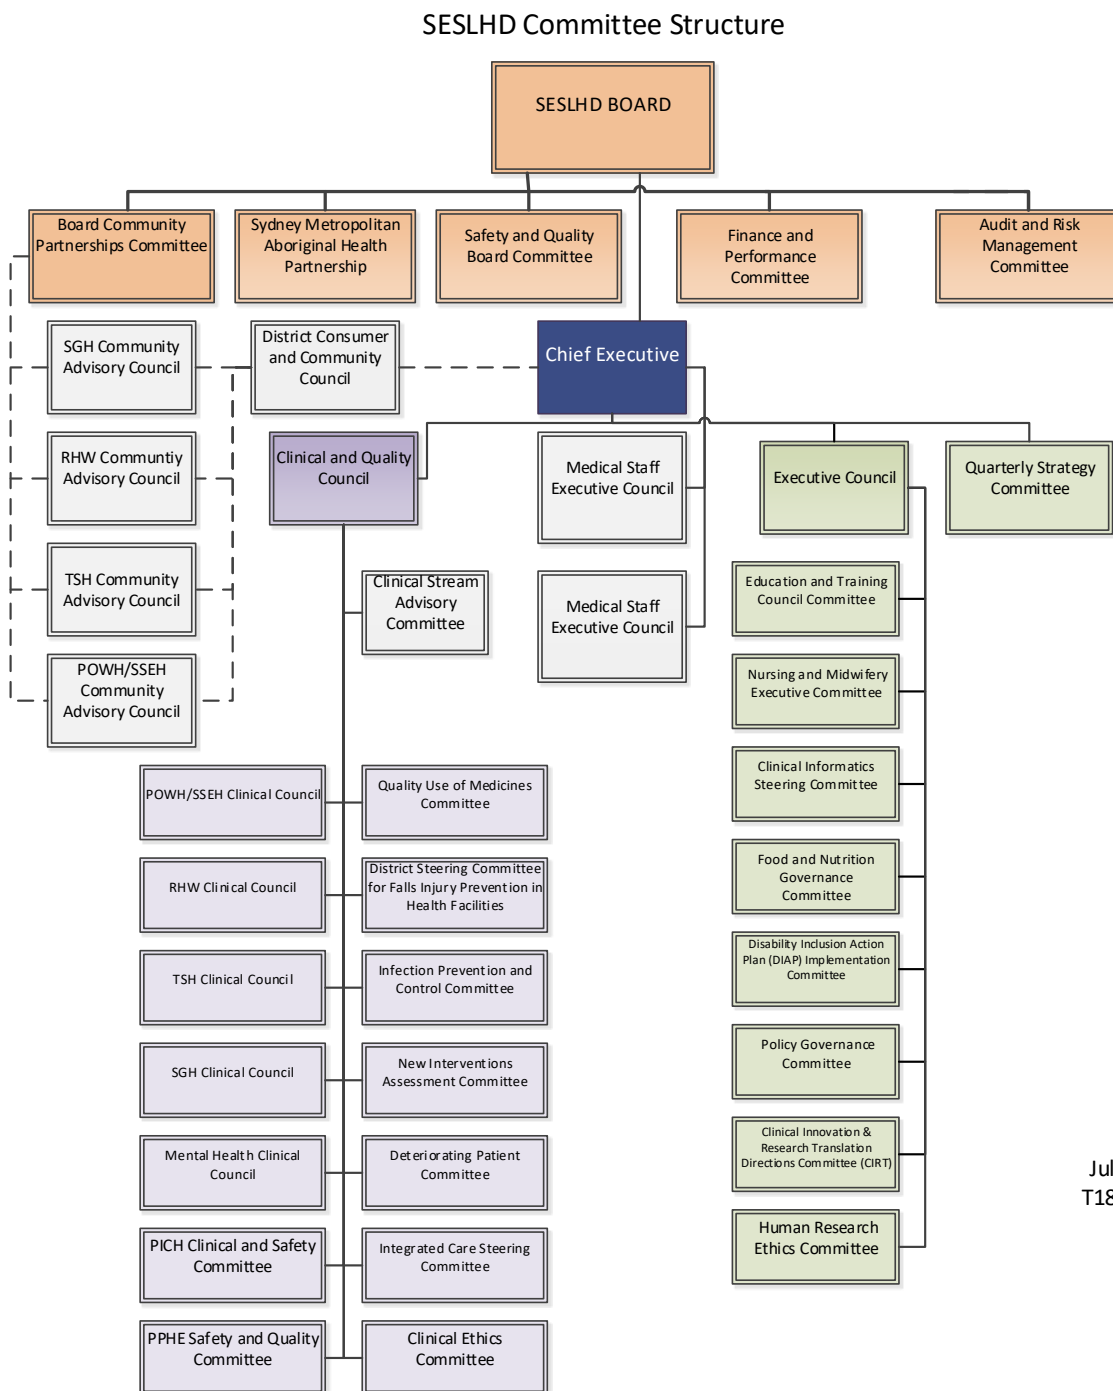 SESLHD Committee Structure
SESLHD BOARD
Board Community
Partnerships Committee
Sydney Metropolitan
Aboriginal Health
Partnership
Safety and Quality
Board Committee
Finance and
Performance
Committee
Audit and Risk
Management
Committee
SGH Community
Advisory Council
District Consumer
and Community
Council
Chief Executive
RHW Communtiy
Advisory Council
Clinical and Quality
Council
Medical Staff
Executive Council
Executive Council
Quarterly Strategy
Committee
TSH Community
Advisory Council
Clinical Stream
Advisory
Committee
Medical Staff
Executive Council
Education and Training
Council Committee
POWH/SSEH
Community
Advisory Council
Nursing and Midwifery
Executive Committee
POWH/SSEH Clinical Council
Quality Use of Medicines
Committee
Clinical Informatics
Steering Committee
RHW Clinical Council
District Steering Committee
for Falls Injury Prevention in
Health Facilities
Food and Nutrition
Governance
Committee
TSH Clinical Council
Infection Prevention and
Control Committee
Disability Inclusion Action
Plan (DIAP) Implementation
Committee
SGH Clinical Council
New Interventions
Assessment Committee
Policy Governance
Committee
Mental Health Clinical
Council
Deteriorating Patient
Committee
Clinical Innovation &
Research Translation
Directions Committee (CIRT)
Jul
T18
PICH Clinical and Safety
Committee
Integrated Care Steering
Committee
Human Research
Ethics Committee
PPHE Safety and Quality
Committee
Clinical Ethics
Committee